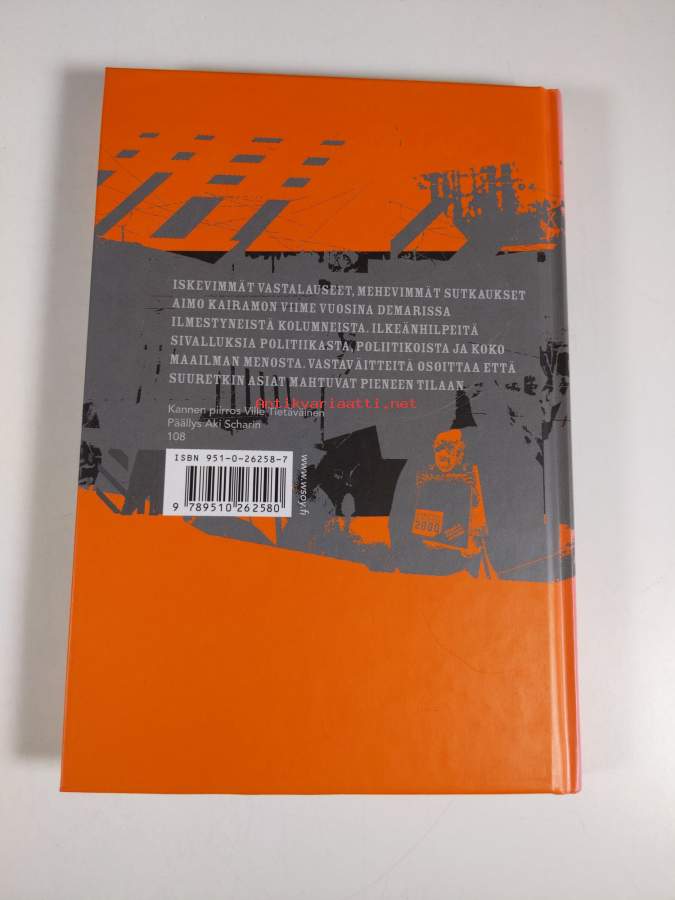 ISKEVIMMÄT VASTALAUSEET, MEHEVIMMÄT SUTKAUKSET
AIMO KAIRAMON VIIME VUOSINA DEMARISSA
ILMESTYNEISTÄ KOLUMNEISTA. ILKEÄNHILPEITÄ
SIVALLUKSIA POLITIIKASTA, POLIITIKOISTA JA KOKO
MAAILMAN MENOSTA. VASTAVÄITTEITÄ OSOITTAA ETTÄ
SUURETKIN ASIAT MAHTUVAT PIENEEN TILAAN.
Antikvariaatti.net
Kannen piirros Ville Tietäväinen
Päällys Aki Scharin
108
ISBN 951-0-26258-7
9 789510 262580
www.wsoy.fi
2000